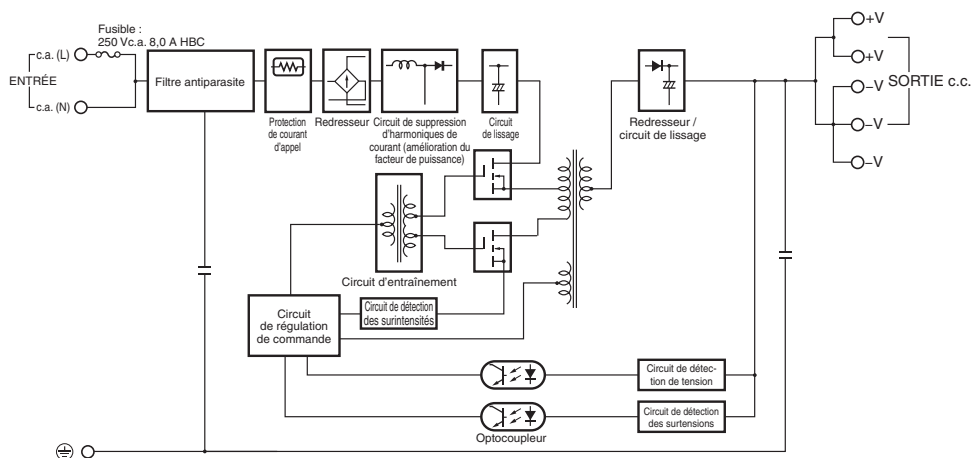 Fusible :
250 Vc.a. 8,0 A HBC
c.a. (L)
ENTRÉE
c.a. (N)
Filtre antiparasite
Protection
de courant
d'appel
Redresseur
Circuit de suppression
d'harmoniques de
courant (amélioration du
facteur de puissance)
Circuit
de lissage
Redresseur /
circuit de lissage
+V
+V
–V
SORTIE c.c.
–V
–V
Circuit d'entraînement
Circuit
de régulation
de commande
Circuit de détection
des surintensités
Circuit de détec-
tion de tension
Circuit de détection
des surtensions
Optocoupleur